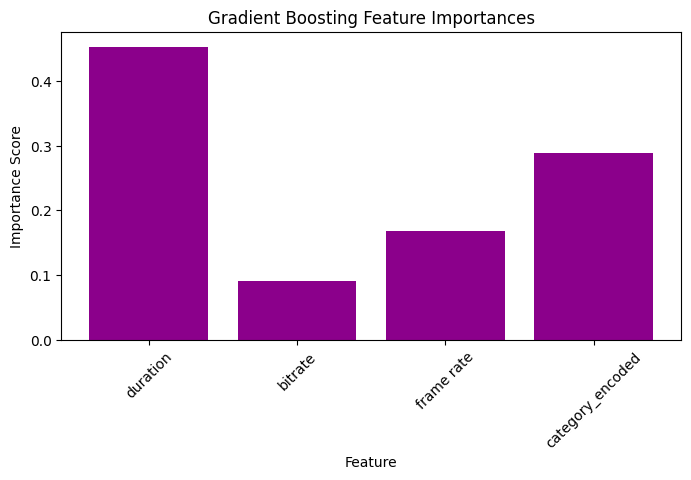 Gradient Boosting Feature Importances
Importance Score
0.4
0.3
0.2
0.1
0.0
duration
bitrate
frame rate
category_encoded
Feature